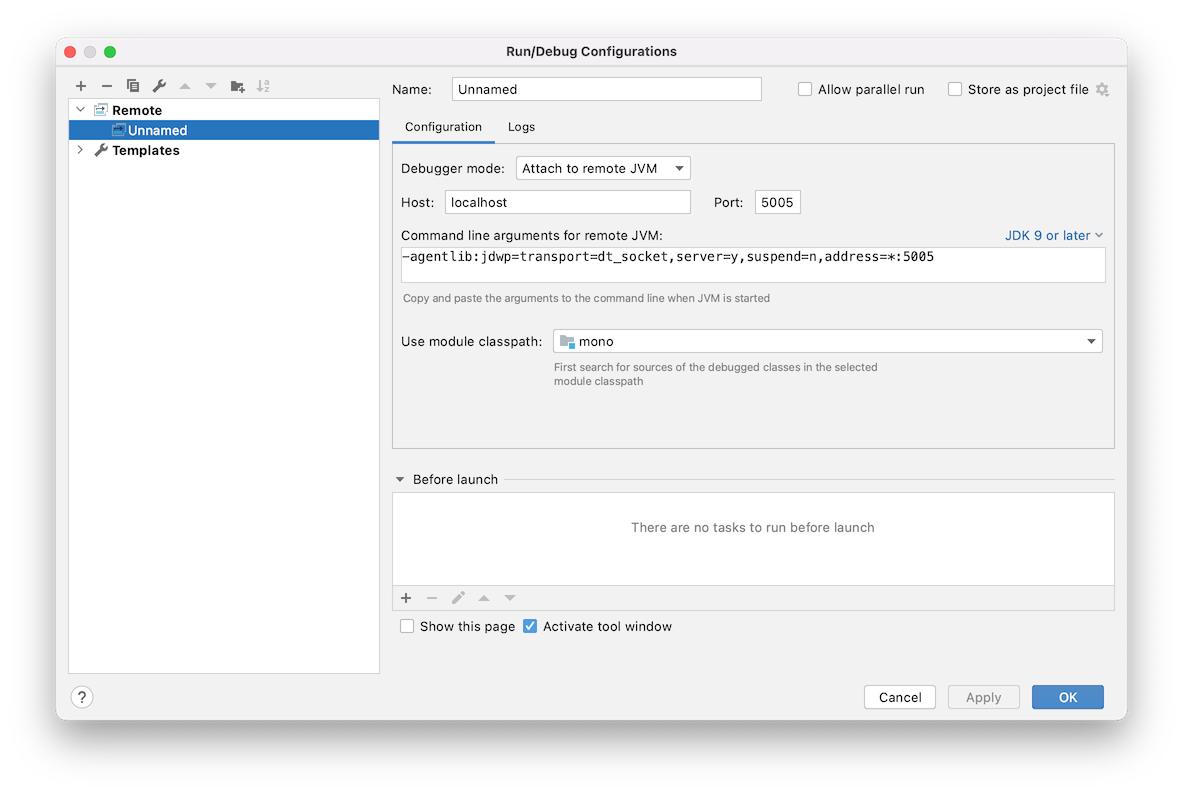 Run/Debug Configurations
Remote
Unnamed
Templates
Name: Unnamed
Allow parallel run
Store as project file
Configuration
Logs
Debugger mode: Attach to remote JVM
Host: localhost
Port: 5005
Command line arguments for remote JVM:
JDK 9 or later
-agentlib:jdwp=transport=dt_socket,server=y,suspend=n,address=*:5005
Copy and paste the arguments to the command line when JVM is started
Use module classpath: mono
First search for sources of the debugged classes in the selected
module classpath
Before launch
There are no tasks to run before launch
Show this page
Activate tool window
?
Cancel
Apply
OK